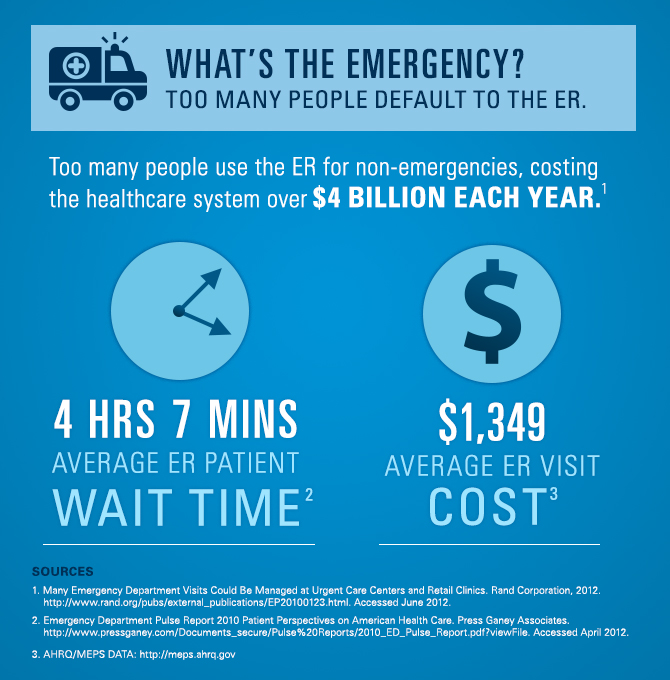 WHAT'S THE EMERGENCY?
TOO MANY PEOPLE DEFAULT TO THE ER.
Too many people use the ER for non-emergencies, costing
the healthcare system over $4 BILLION EACH YEAR.¹
$
4 HRS 7 MINS
AVERAGE ER PATIENT
WAIT TIME²
$1,349
AVERAGE ER VISIT
COST³
SOURCES
1. Many Emergency Department Visits Could Be Managed at Urgent Care Centers and Retail Clinics. Rand Corporation, 2012.
http://www.rand.org/pubs/external_publications/EP20100123.html. Accessed June 2012.
2. Emergency Department Pulse Report 2010 Patient Perspectives on American Health Care. Press Ganey Associates.
http://www.pressganey.com/Documents_secure/Pulse%20Reports/2010_ED_Pulse_Report.pdf?viewFile. Accessed April 2012.
3. AHRQ/MEPS DATA: http://meps.ahrq.gov